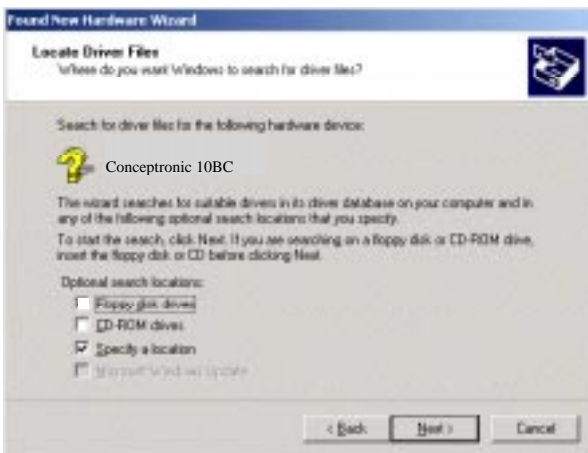 Found New Hardware Wizard
Locate Driver Files
Where do you want Windows to search for driver files?
Search for driver files for the following hardware device:
Conceptronic 10BC
The wizard searches for suitable drivers in its driver database on your computer and in
any of the following optional search locations that you specify.
To start the search, click Next. If you are searching on a floppy disk or CD-ROM drive,
insert the floppy disk or CD before clicking Next.
Optional search locations:
Floppy disk drives
CD-ROM drives
Specify a location
Microsoft Windows Update
< Back
Next >
Cancel